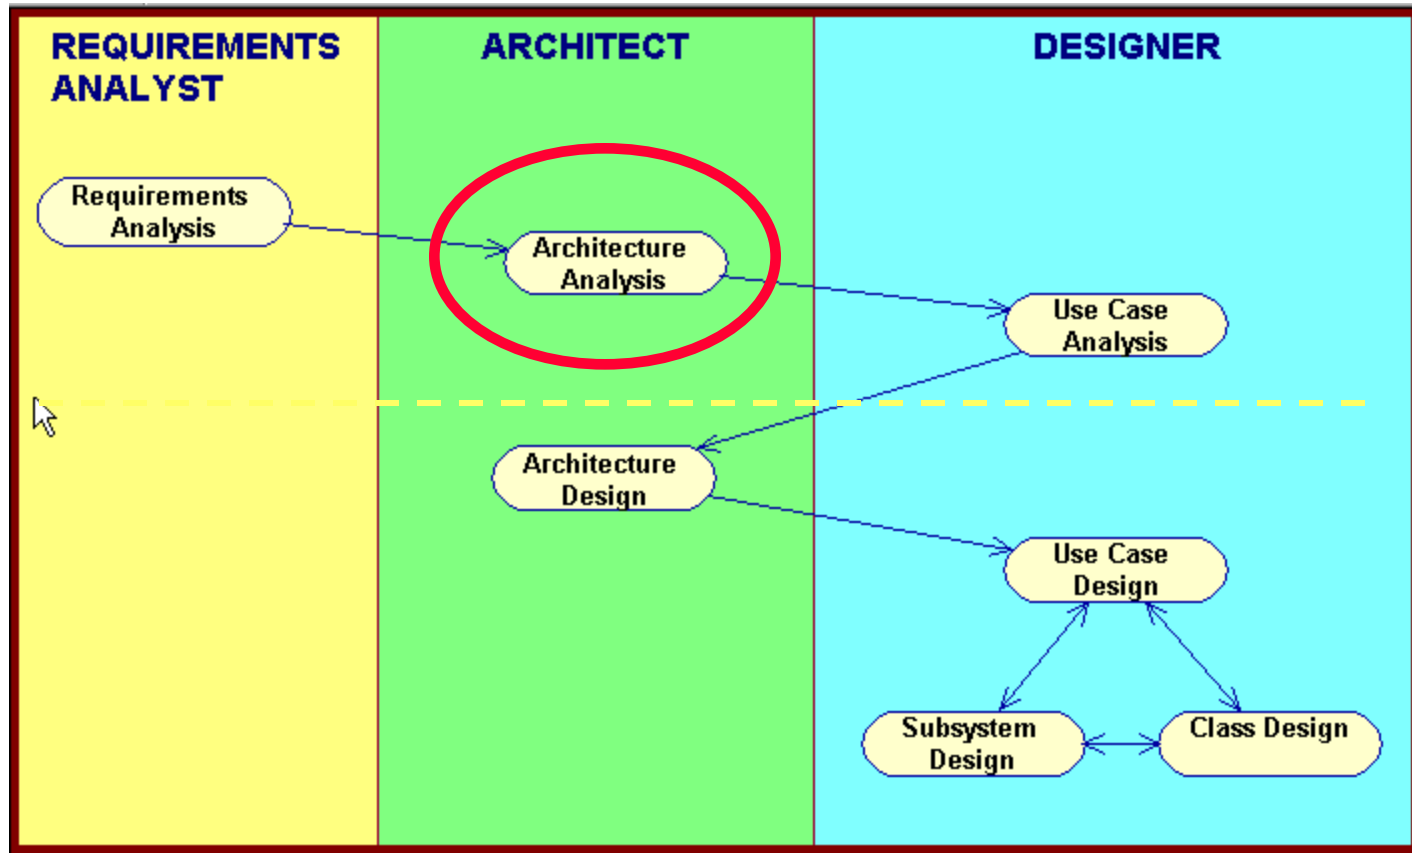 REQUIREMENTS
ANALYST
ARCHITECT
DESIGNER
Requirements
Analysis
Architecture
Analysis
Use Case
Analysis
Architecture
Design
Use Case
Design
Subsystem
Design
Class Design